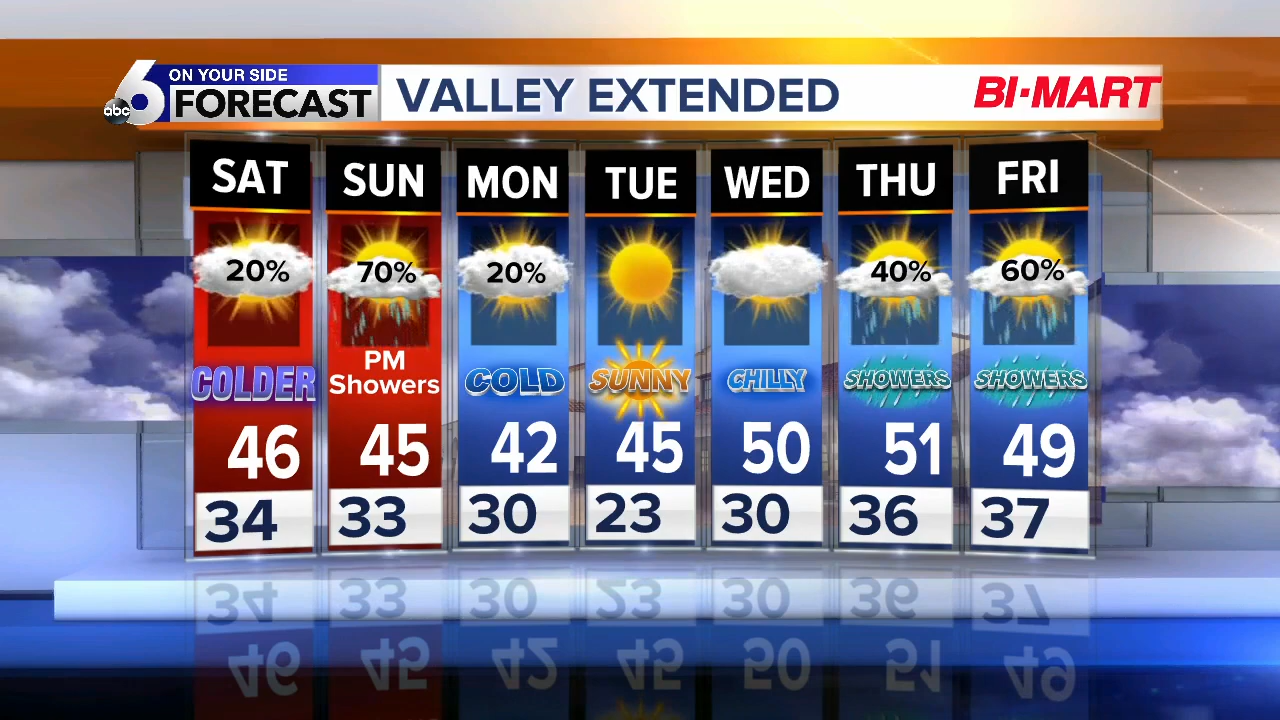 ON YOUR SIDE
abc 6 FORECAST
VALLEY EXTENDED
BI·MART
SAT SUN MON TUE WED THU FRI
20% 70% 20% 40% 60%
COLDER PM Showers COLD SUNNY CHILLY SHOWERS SHOWERS
46 45 42 45 50 51 49
34 33 30 23 30 36 37